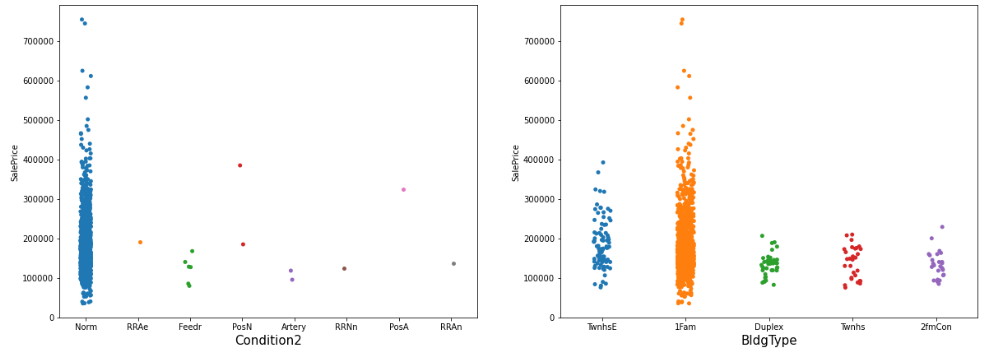 SalePrice
700000
600000
500000
400000
300000
200000
100000
0
Norm RRAe Feedr PosN Artery RRNn PosA RRAn
Condition2
SalePrice
700000
600000
500000
400000
300000
200000
100000
0
TwnhsE 1Fam Duplex Twnhs 2fmCon
BldgType